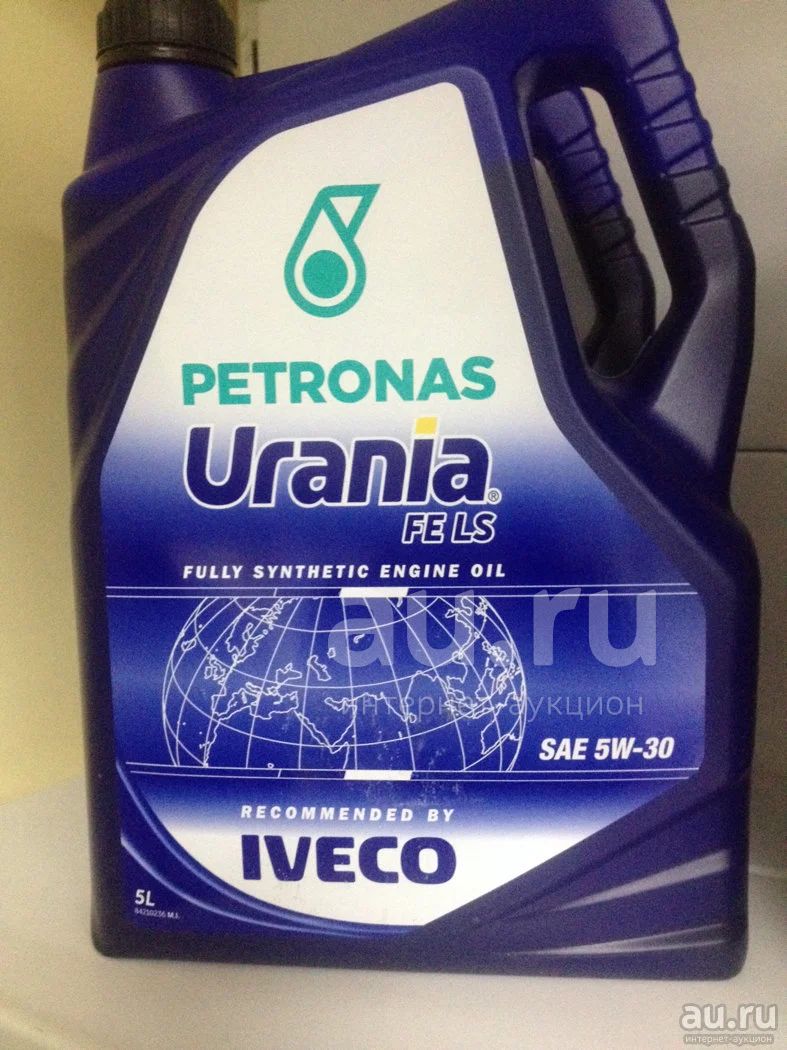 PETRONAS
Urania®
FE LS
FULLY SYNTHETIC ENGINE OIL
au.ru
интернет-аукцион
SAE 5W-30
RECOMMENDED BY
IVECO
5L
84210236 M.I.
au.ru
интернет-аукцион